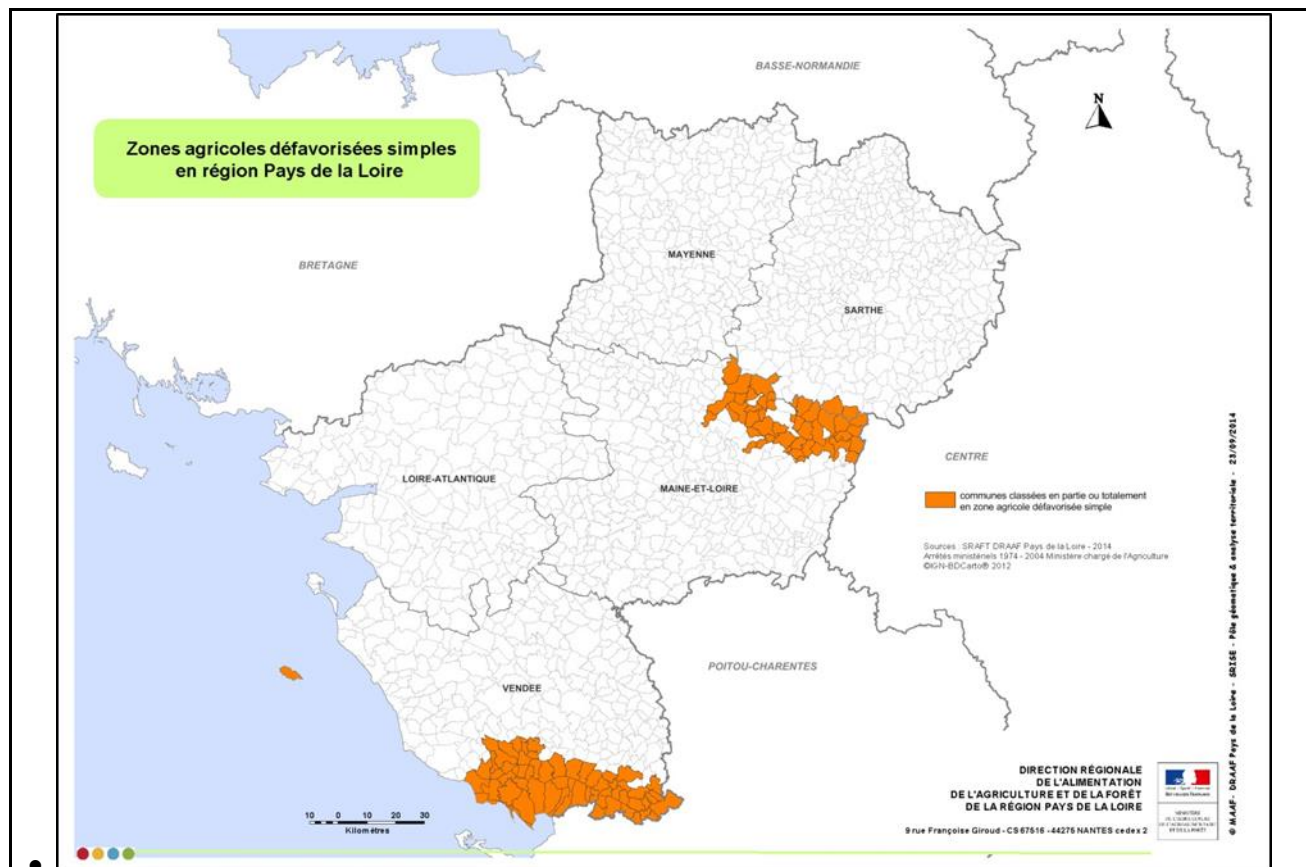 BASSE-NORMANDIE
N
Zones agricoles défavorisées simples
en région Pays de la Loire
BRETAGNE
MAYENNE
SARTHE
LOIRE-ATLANTIQUE
MAINE-ET-LOIRE
CENTRE
communes classées en partie ou totalement
en zone agricole défavorisée simple
Sources : SRAFT DRAAF Pays de la Loire - 2014
Arrêtés ministériels 1974 - 2004 Ministère chargé de l'Agriculture
©IGN-BDCarto® 2012
POITOU-CHARENTES
VENDEE
10 0 10 20 30
Kilomètres
DIRECTION RÉGIONALE
DE L'ALIMENTATION
DE L'AGRICULTURE ET DE LA FORÊT
DE LA RÉGION PAYS DE LA LOIRE
9 rue Françoise Giroud - CS 67516 - 44275 NANTES cedex 2
© MAAF- DRAAF Pays de la Loire - SRISE - Pôle géomatique & analyse territoriale - 23/09/2014